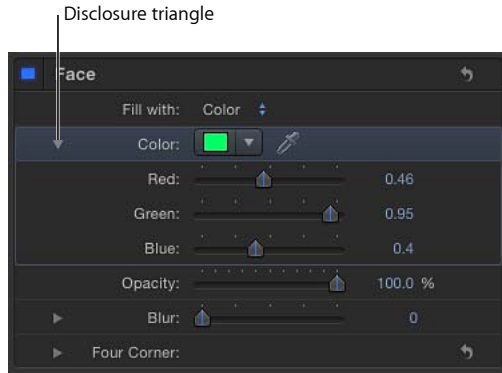 Disclosure triangle
Face
Fill with: Color
Color:
Red: 0.46
Green: 0.95
Blue: 0.4
Opacity: 100.0 %
Blur: 0
Four Corner: